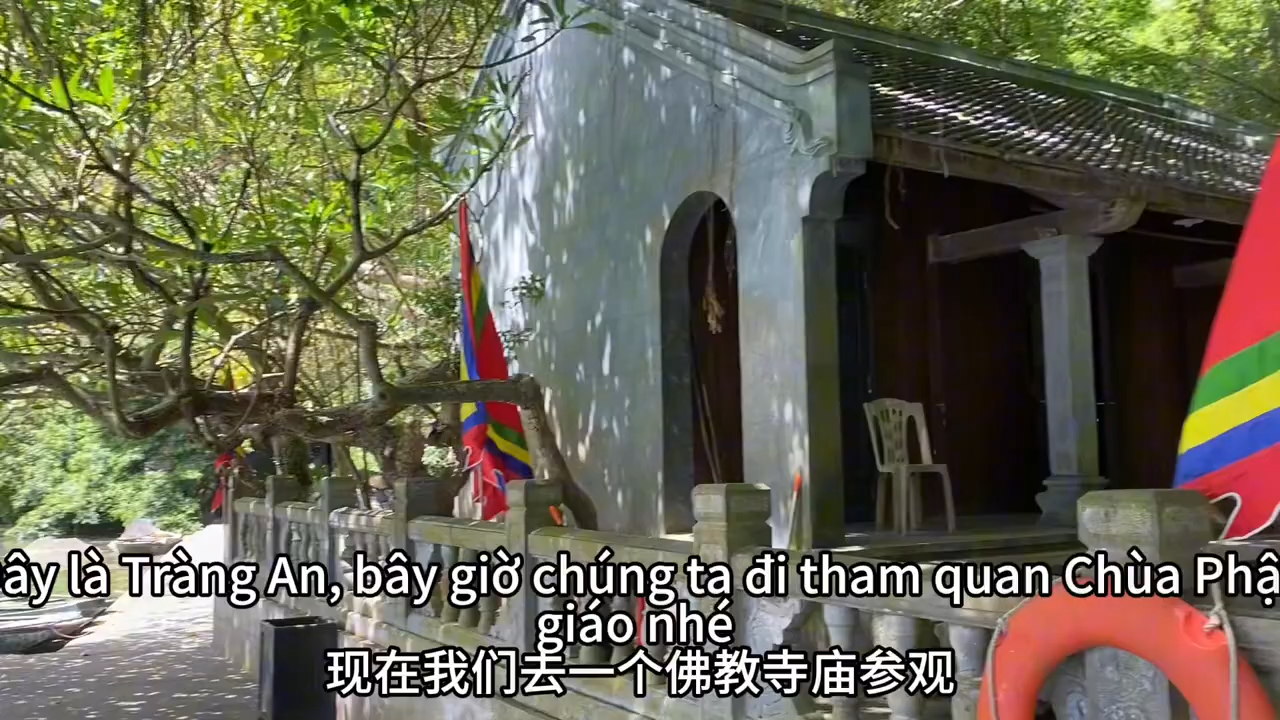 ây là Tràng An, bây giờ chúng ta đi tham quan Chùa Phậ
giáo nhé
现在我们去一个佛教寺庙参观